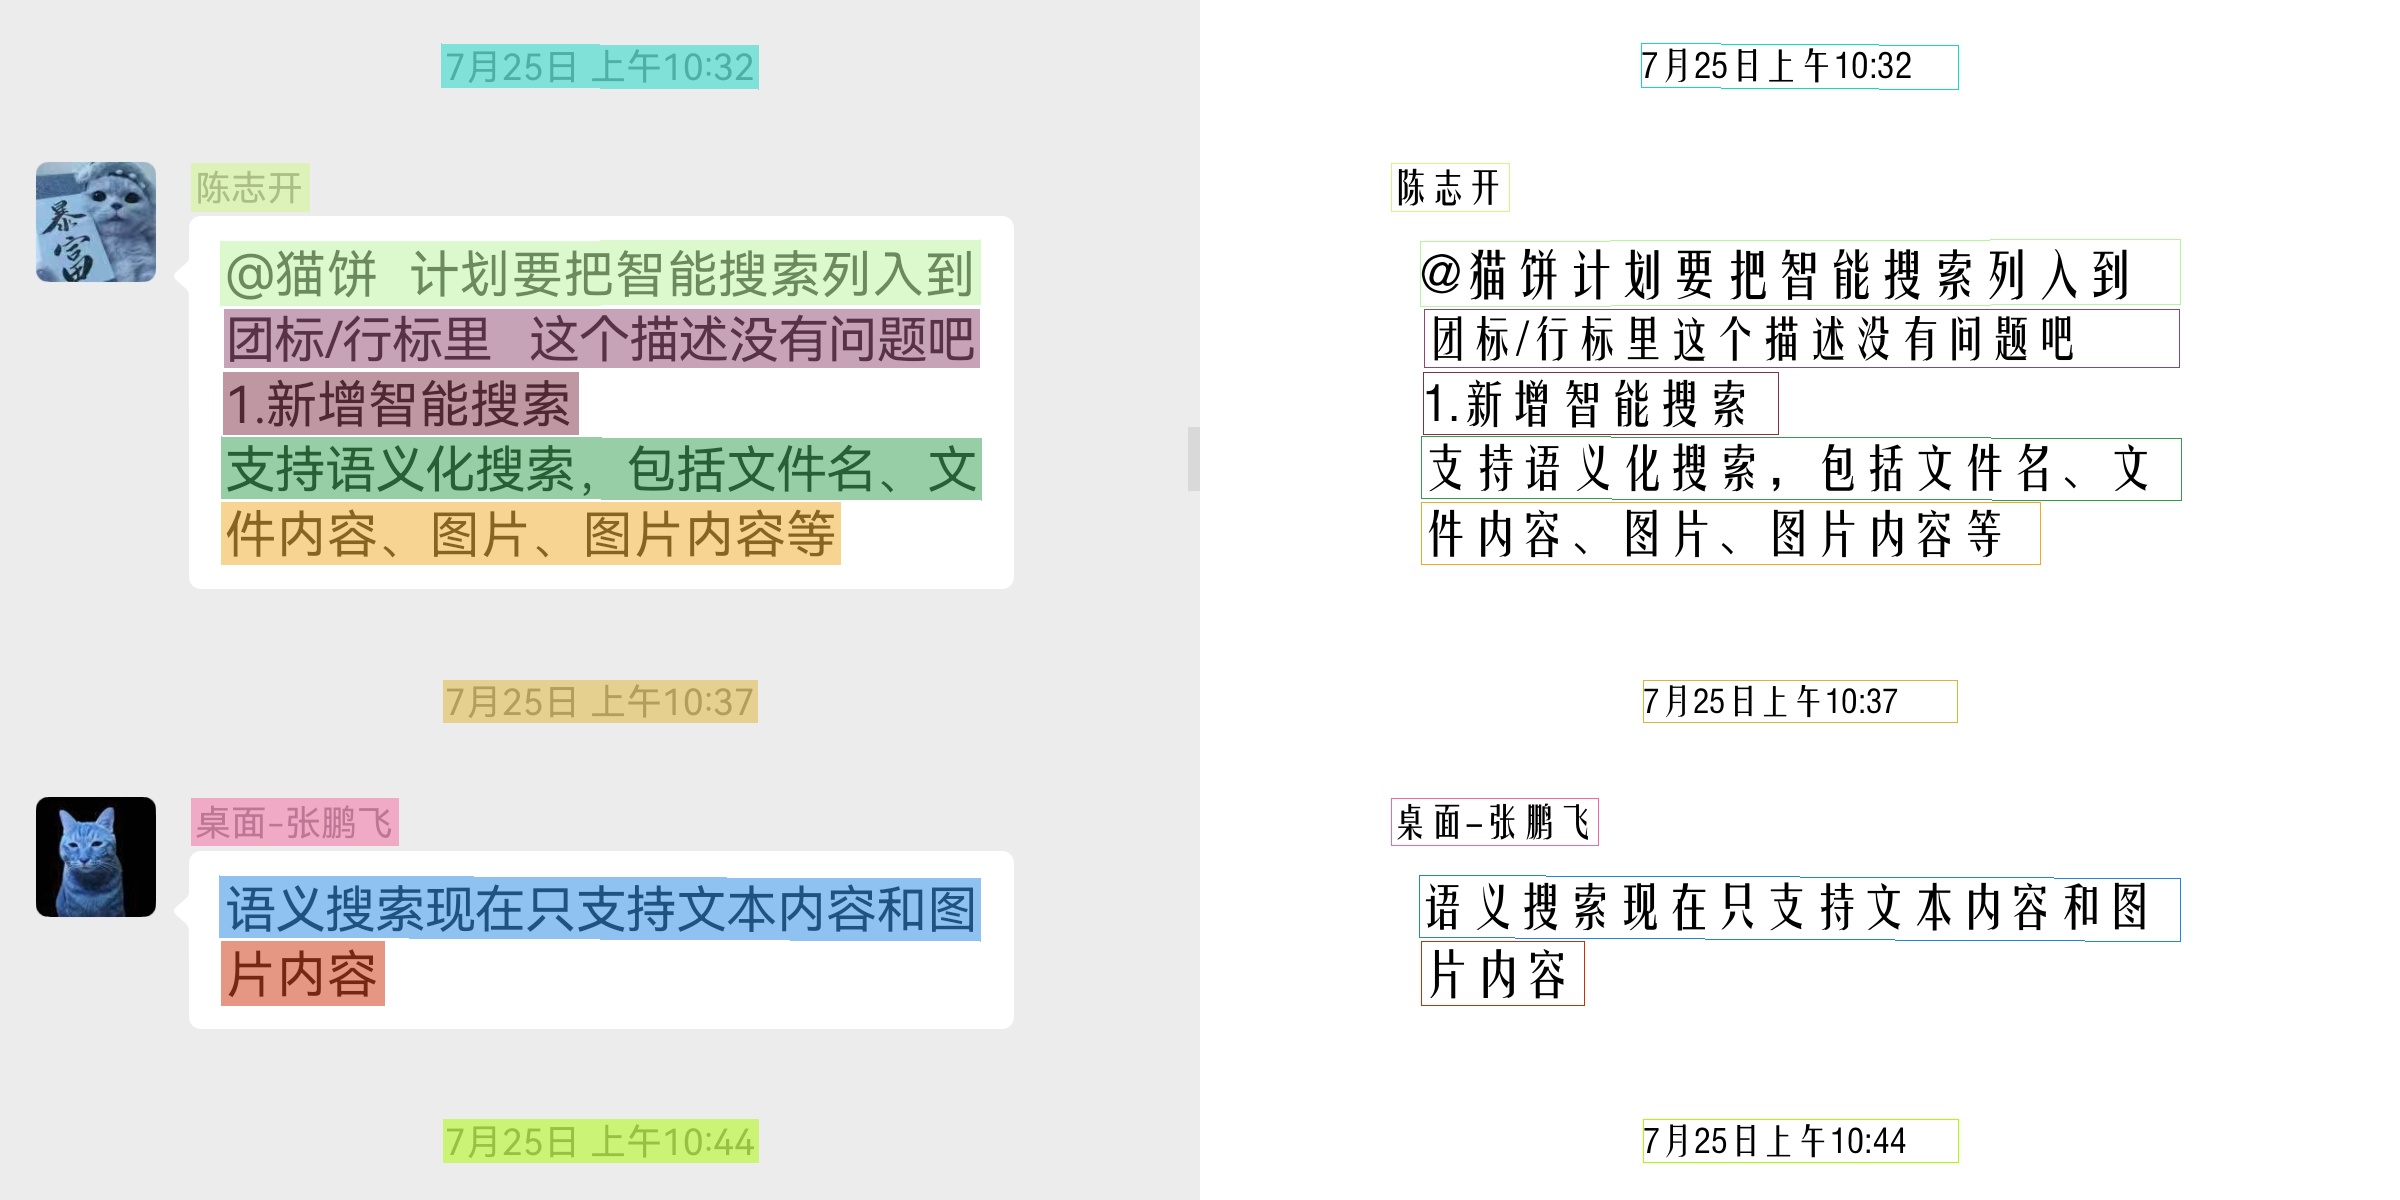 7月25日 上午10:32
陈志开
暴富
@猫饼 计划要把智能搜索列入到
团标/行标里 这个描述没有问题吧
1.新增智能搜索
支持语义化搜索，包括文件名、文
件内容、图片、图片内容等
7月25日 上午10:37
桌面-张鹏飞
语义搜索现在只支持文本内容和图
片内容
7月25日 上午10:44
7月25日上午10:32
陈志开
@猫饼计划要把智能搜索列入到
团标/行标里这个描述没有问题吧
1.新增智能搜索
支持语义化搜索，包括文件名、文
件内容、图片、图片内容等
7月25日上午10:37
桌面-张鹏飞
语义搜索现在只支持文本内容和图
片内容
7月25日上午10:44